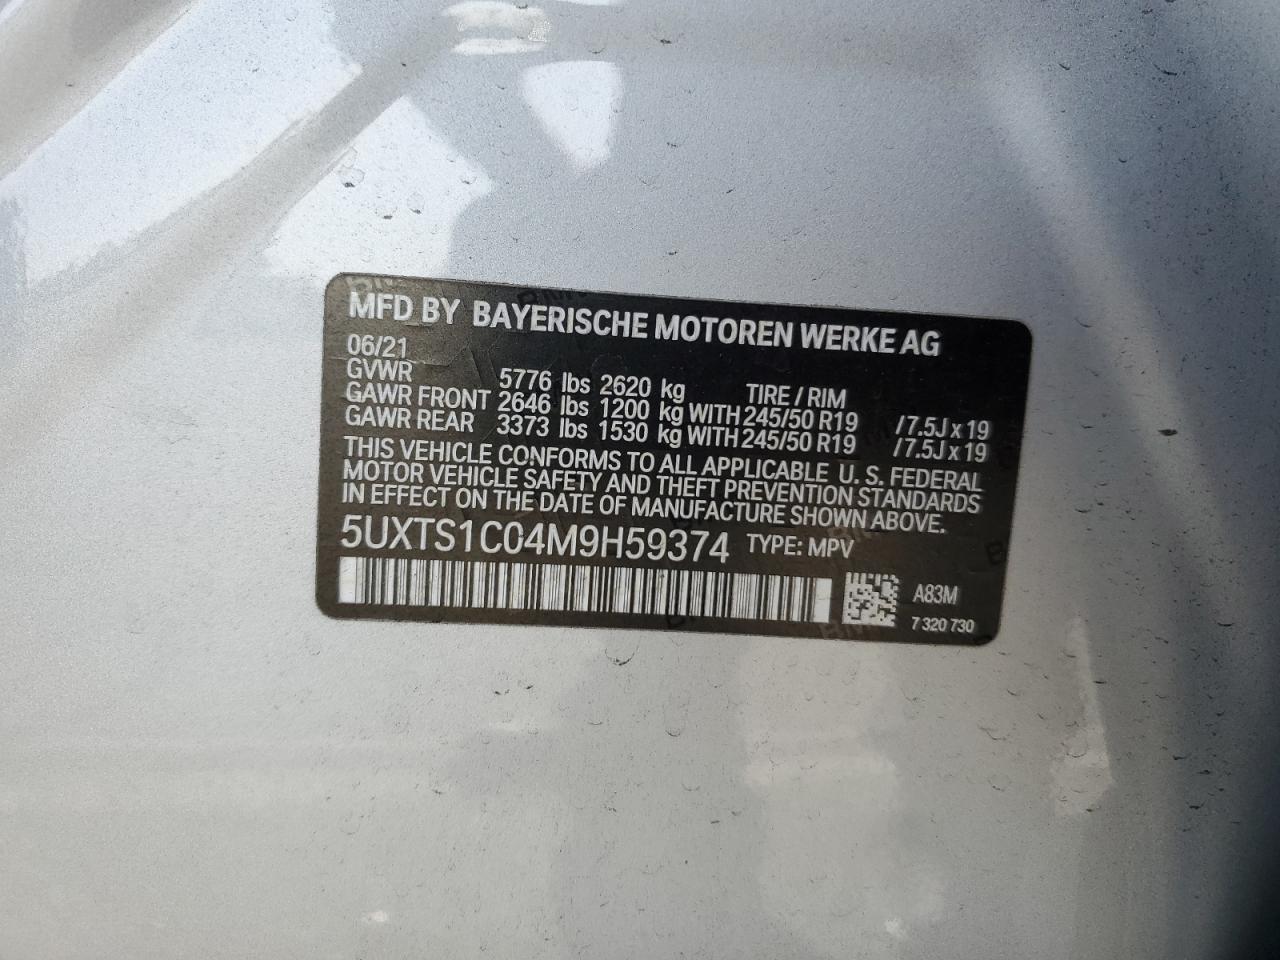 MFD BY BAYERISCHE MOTOREN WERKE AG
06/21
GVWR 5776 lbs 2620 kg TIRE / RIM
GAWR FRONT 2646 lbs 1200 kg WITH 245/50 R19 /7.5J x 19
GAWR REAR 3373 lbs 1530 kg WITH 245/50 R19 /7.5J x 19
THIS VEHICLE CONFORMS TO ALL APPLICABLE U. S. FEDERAL
MOTOR VEHICLE SAFETY AND THEFT PREVENTION STANDARDS
IN EFFECT ON THE DATE OF MANUFACTURE SHOWN ABOVE.
5UXTS1C04M9H59374 TYPE: MPV
A83M
7 320 730